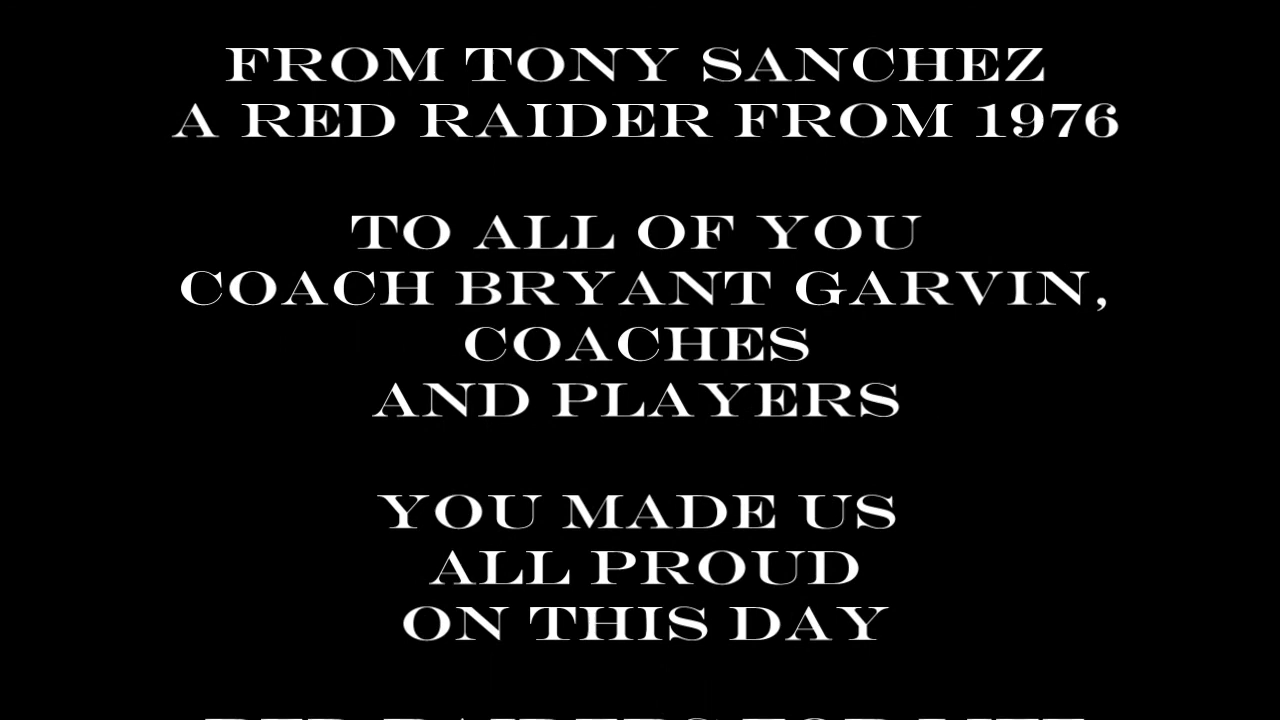 FROM TONY SANCHEZ
A RED RAIDER FROM 1976
TO ALL OF YOU
COACH BRYANT GARVIN,
COACHES
AND PLAYERS
YOU MADE US
ALL PROUD
ON THIS DAY